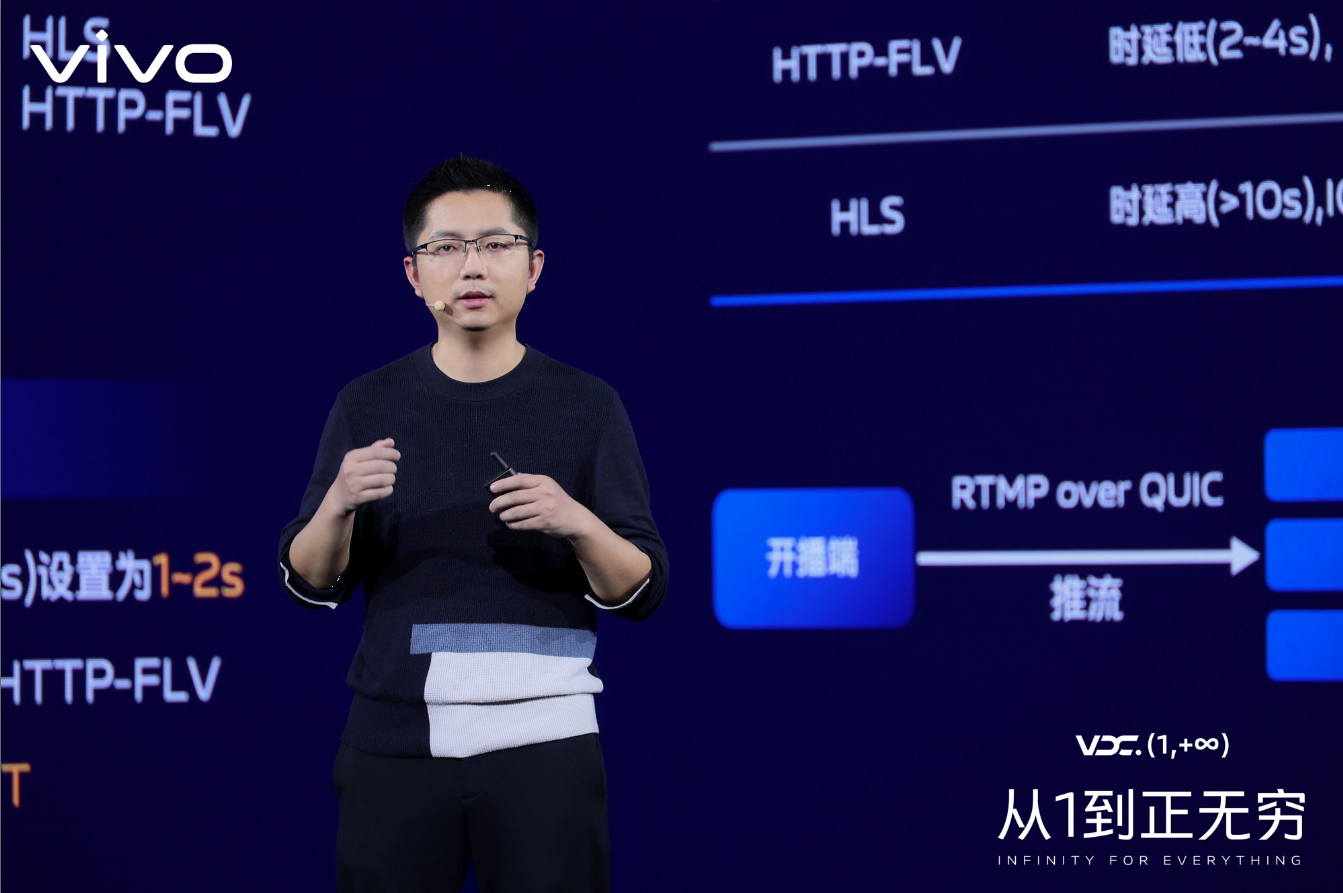 HLS
vivo
HTTP-FLV
s)设置为1~2s
HTTP-FLV
T
HTTP-FLV
时延低(2~4s),
HLS
时延高(>10s),
开播端
RTMP over QUIC
推流
VDC.(1,+∞)
从1到正无穷
INFINITY FOR EVERYTHING